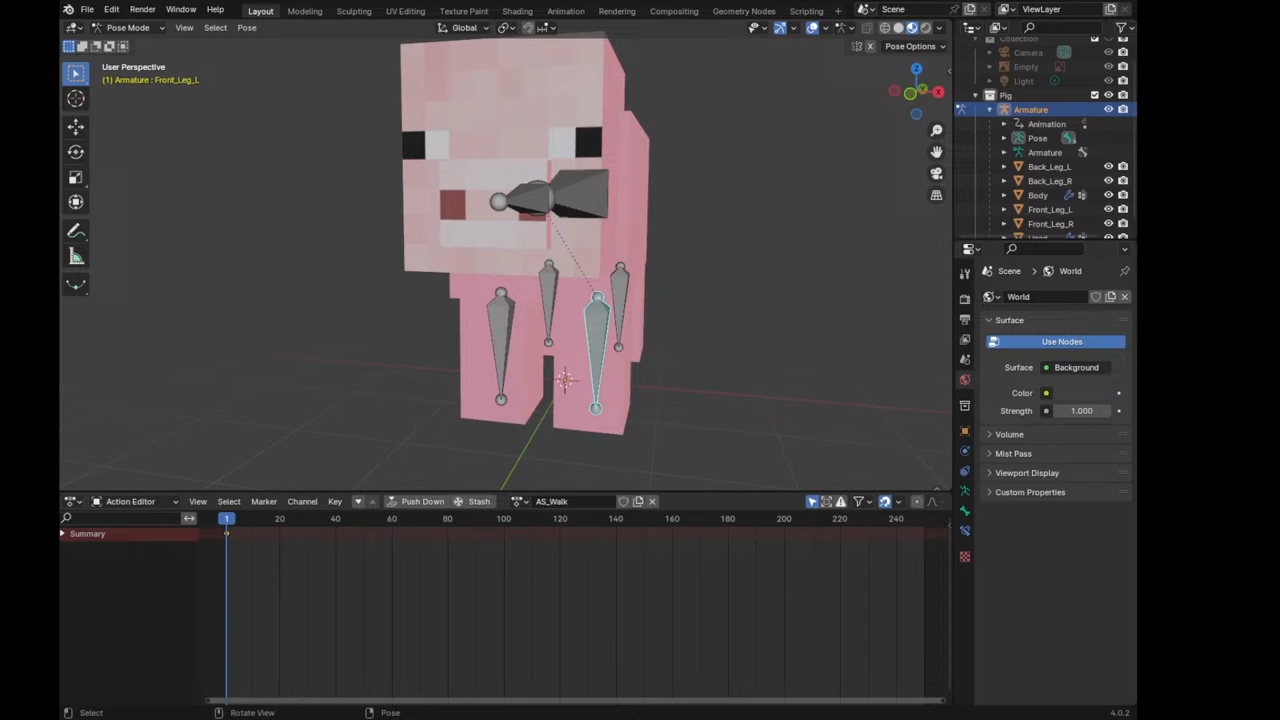 File Edit Render Window Help Layout Modeling Sculpting UV Editing Texture Paint Shading Animation Rendering Compositing Geometry Nodes Scripting Scene ViewLayer
Pose Mode View Select Pose Global
Pose Options
User Perspective
(1) Armature : Front_Leg_L
Collection
Camera
Empty
Light
Pig
Armature
Animation
Pose
Armature
Back_Leg_L
Back_Leg_R
Body
Front_Leg_L
Front_Leg_R
Z
X
Scene World
World
Surface
Use Nodes
Surface Background
Color
Strength 1.000
Volume
Mist Pass
Viewport Display
Custom Properties
Action Editor View Select Marker Channel Key Push Down Stash AS_Walk
1 20 40 60 80 100 120 140 160 180 200 220 240
Summary
Select Rotate View Pose 4.0.2